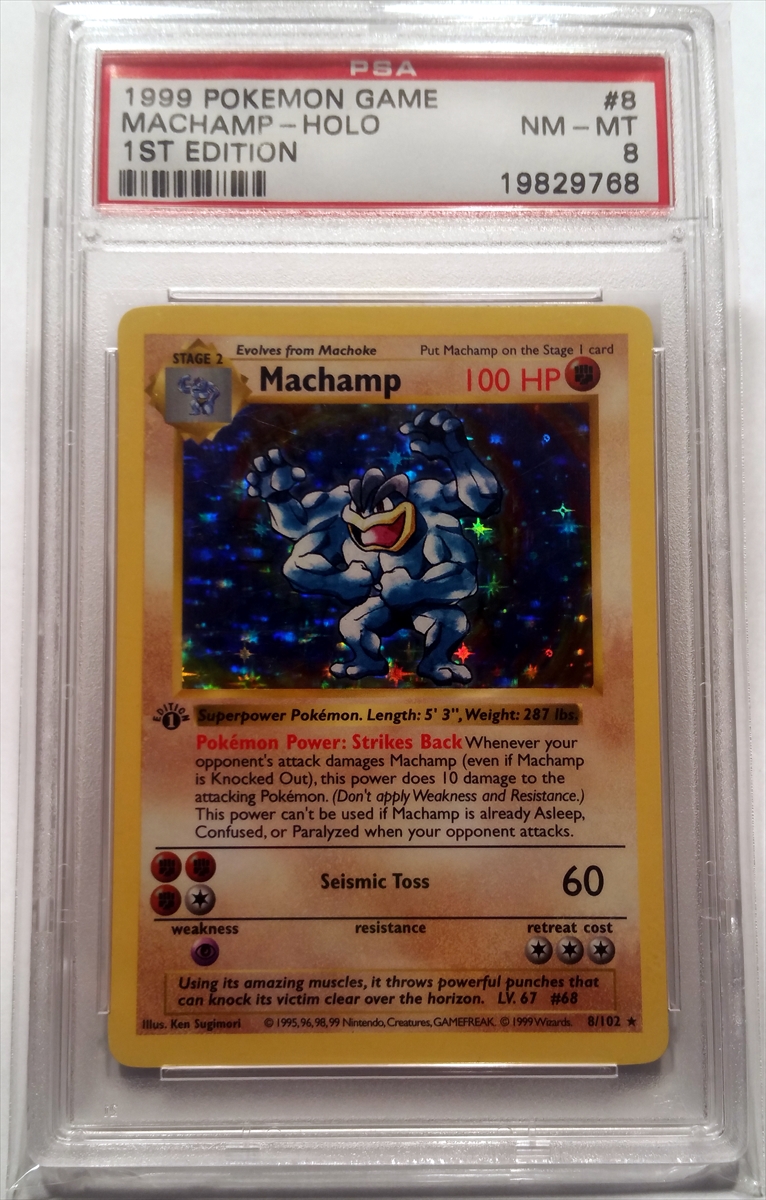 PSA
1999 POKEMON GAME #8
MACHAMP-HOLO NM-MT
1ST EDITION 8
19829768
STAGE 2 Evolves from Machoke Put Machamp on the Stage 1 card
Machamp 100 HP
EDITION 1
Superpower Pokémon. Length: 5' 3", Weight: 287 lbs.
Pokémon Power: Strikes Back Whenever your
opponent's attack damages Machamp (even if Machamp
is Knocked Out), this power does 10 damage to the
attacking Pokémon. (Don't apply Weakness and Resistance.)
This power can't be used if Machamp is already Asleep,
Confused, or Paralyzed when your opponent attacks.
Seismic Toss 60
weakness resistance retreat cost
Using its amazing muscles, it throws powerful punches that
can knock its victim clear over the horizon. LV. 67 #68
Illus. Ken Sugimori © 1995, 96, 98, 99 Nintendo, Creatures, GAMEFREAK. © 1999 Wizards. 8/102 ★